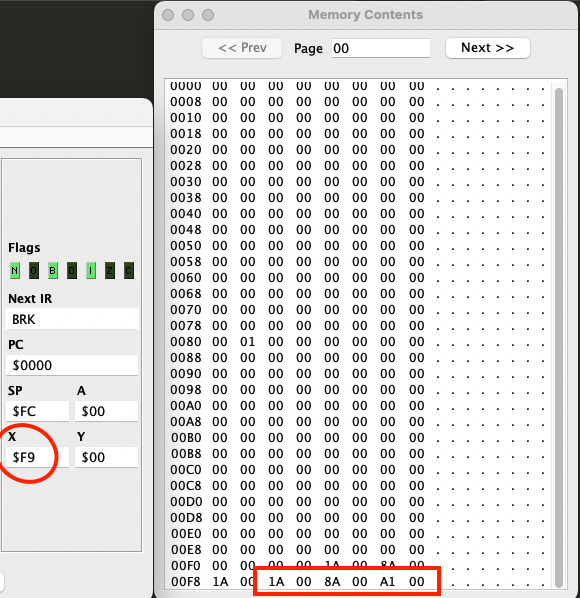 Memory Contents
<< Prev Page 00 Next >>
0000 00 00 00 00 00 00 00 00 . . . . . . . .
0008 00 00 00 00 00 00 00 00 . . . . . . . .
0010 00 00 00 00 00 00 00 00 . . . . . . . .
0018 00 00 00 00 00 00 00 00 . . . . . . . .
0020 00 00 00 00 00 00 00 00 . . . . . . . .
0028 00 00 00 00 00 00 00 00 . . . . . . . .
0030 00 00 00 00 00 00 00 00 . . . . . . . .
0038 00 00 00 00 00 00 00 00 . . . . . . . .
0040 00 00 00 00 00 00 00 00 . . . . . . . .
0048 00 00 00 00 00 00 00 00 . . . . . . . .
0050 00 00 00 00 00 00 00 00 . . . . . . . .
0058 00 00 00 00 00 00 00 00 . . . . . . . .
0060 00 00 00 00 00 00 00 00 . . . . . . . .
0068 00 00 00 00 00 00 00 00 . . . . . . . .
0070 00 00 00 00 00 00 00 00 . . . . . . . .
0078 00 00 00 00 00 00 00 00 . . . . . . . .
0080 00 01 00 00 00 00 00 00 . . . . . . . .
0088 00 00 00 00 00 00 00 00 . . . . . . . .
0090 00 00 00 00 00 00 00 00 . . . . . . . .
0098 00 00 00 00 00 00 00 00 . . . . . . . .
00A0 00 00 00 00 00 00 00 00 . . . . . . . .
00A8 00 00 00 00 00 00 00 00 . . . . . . . .
00B0 00 00 00 00 00 00 00 00 . . . . . . . .
00B8 00 00 00 00 00 00 00 00 . . . . . . . .
00C0 00 00 00 00 00 00 00 00 . . . . . . . .
00C8 00 00 00 00 00 00 00 00 . . . . . . . .
00D0 00 00 00 00 00 00 00 00 . . . . . . . .
00D8 00 00 00 00 00 00 00 00 . . . . . . . .
00E0 00 00 00 00 00 00 00 00 . . . . . . . .
00E8 00 00 00 00 00 00 00 00 . . . . . . . .
00F0 00 00 00 00 1A 00 8A 00 . . . . . . . .
00F8 1A 00 1A 00 8A 00 A1 00 . . . . . . . .
Flags
N O B D I Z C
Next IR
BRK
PC
$0000
SP A
$FC $00
X Y
$F9 $00